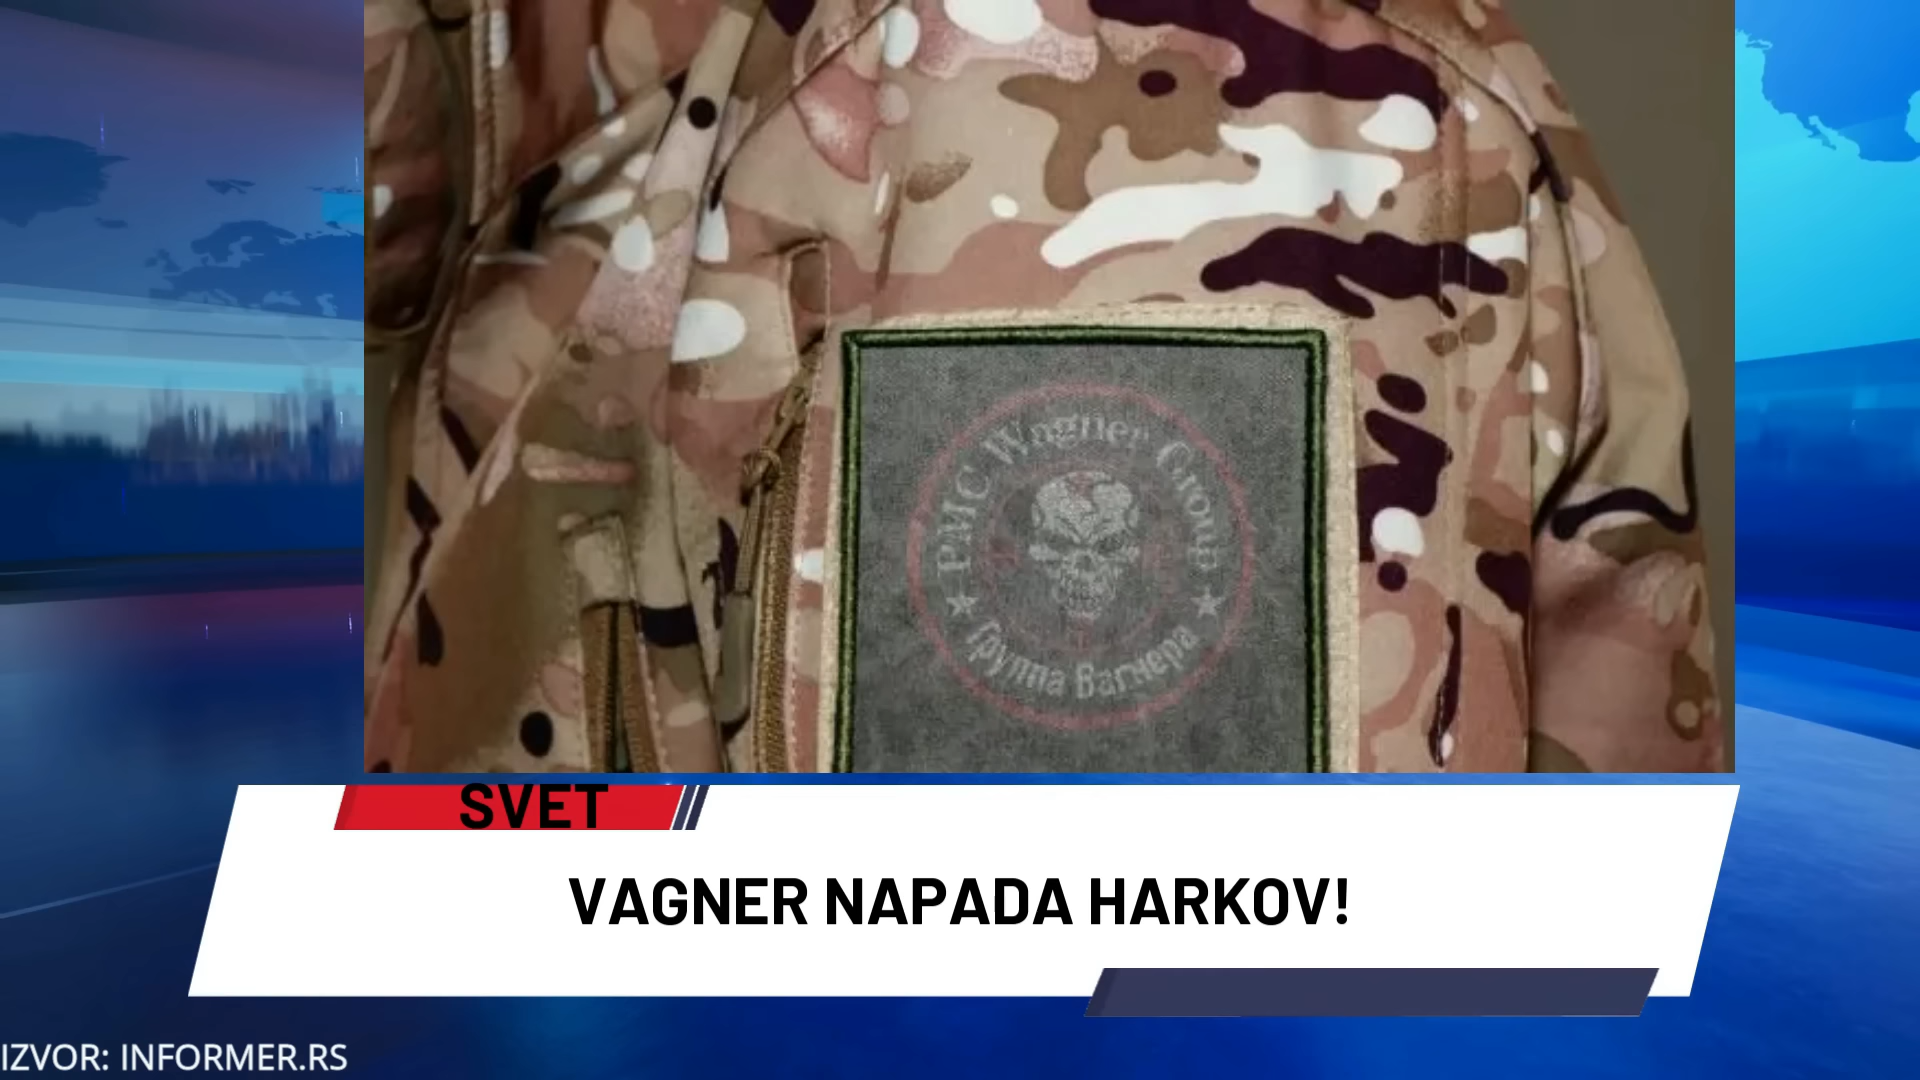 PMC Wagner Group
Группа Вагнера
SVET
VAGNER NAPADA HARKOV!
IZVOR: INFORMER.RS